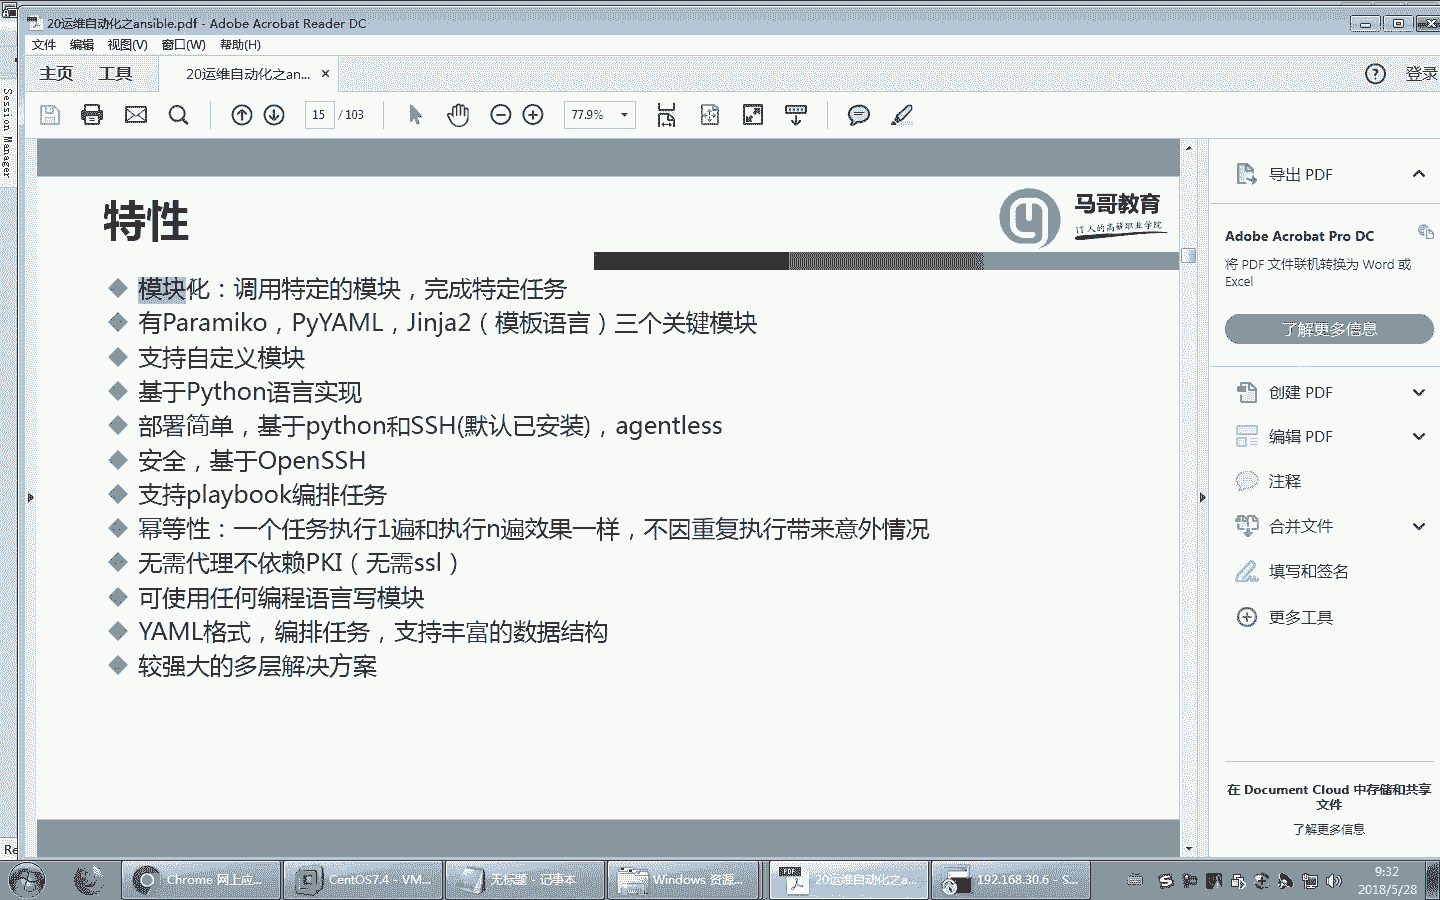 20运维自动化之ansible.pdf - Adobe Acrobat Reader DC
文件 编辑 视图(V) 窗口(W) 帮助(H)
主页 工具 20运维自动化之an... × 登录
15 / 103 77.9%
Session Manager
特性
马哥教育
IT人的高薪职业学院
模块化：调用特定的模块，完成特定任务
有Paramiko，PyYAML，Jinja2（模板语言）三个关键模块
支持自定义模块
基于Python语言实现
部署简单，基于python和SSH(默认已安装)，agentless
安全，基于OpenSSH
支持playbook编排任务
幂等性：一个任务执行1遍和执行n遍效果一样，不因重复执行带来意外情况
无需代理不依赖PKI（无需ssl）
可使用任何编程语言写模块
YAML格式，编排任务，支持丰富的数据结构
较强大的多层解决方案
导出 PDF
Adobe Acrobat Pro DC
将 PDF 文件联机转换为 Word 或
Excel
了解更多信息
创建 PDF
编辑 PDF
注释
合并文件
填写和签名
更多工具
在 Document Cloud 中存储和共享
文件
了解更多信息
Re
Chrome 网上应... CentOS7.4 - VM... 无标题 - 记事本 Windows 资源... 20运维自动化之a... 192.168.30.6 - S...
9:32
2018/5/28